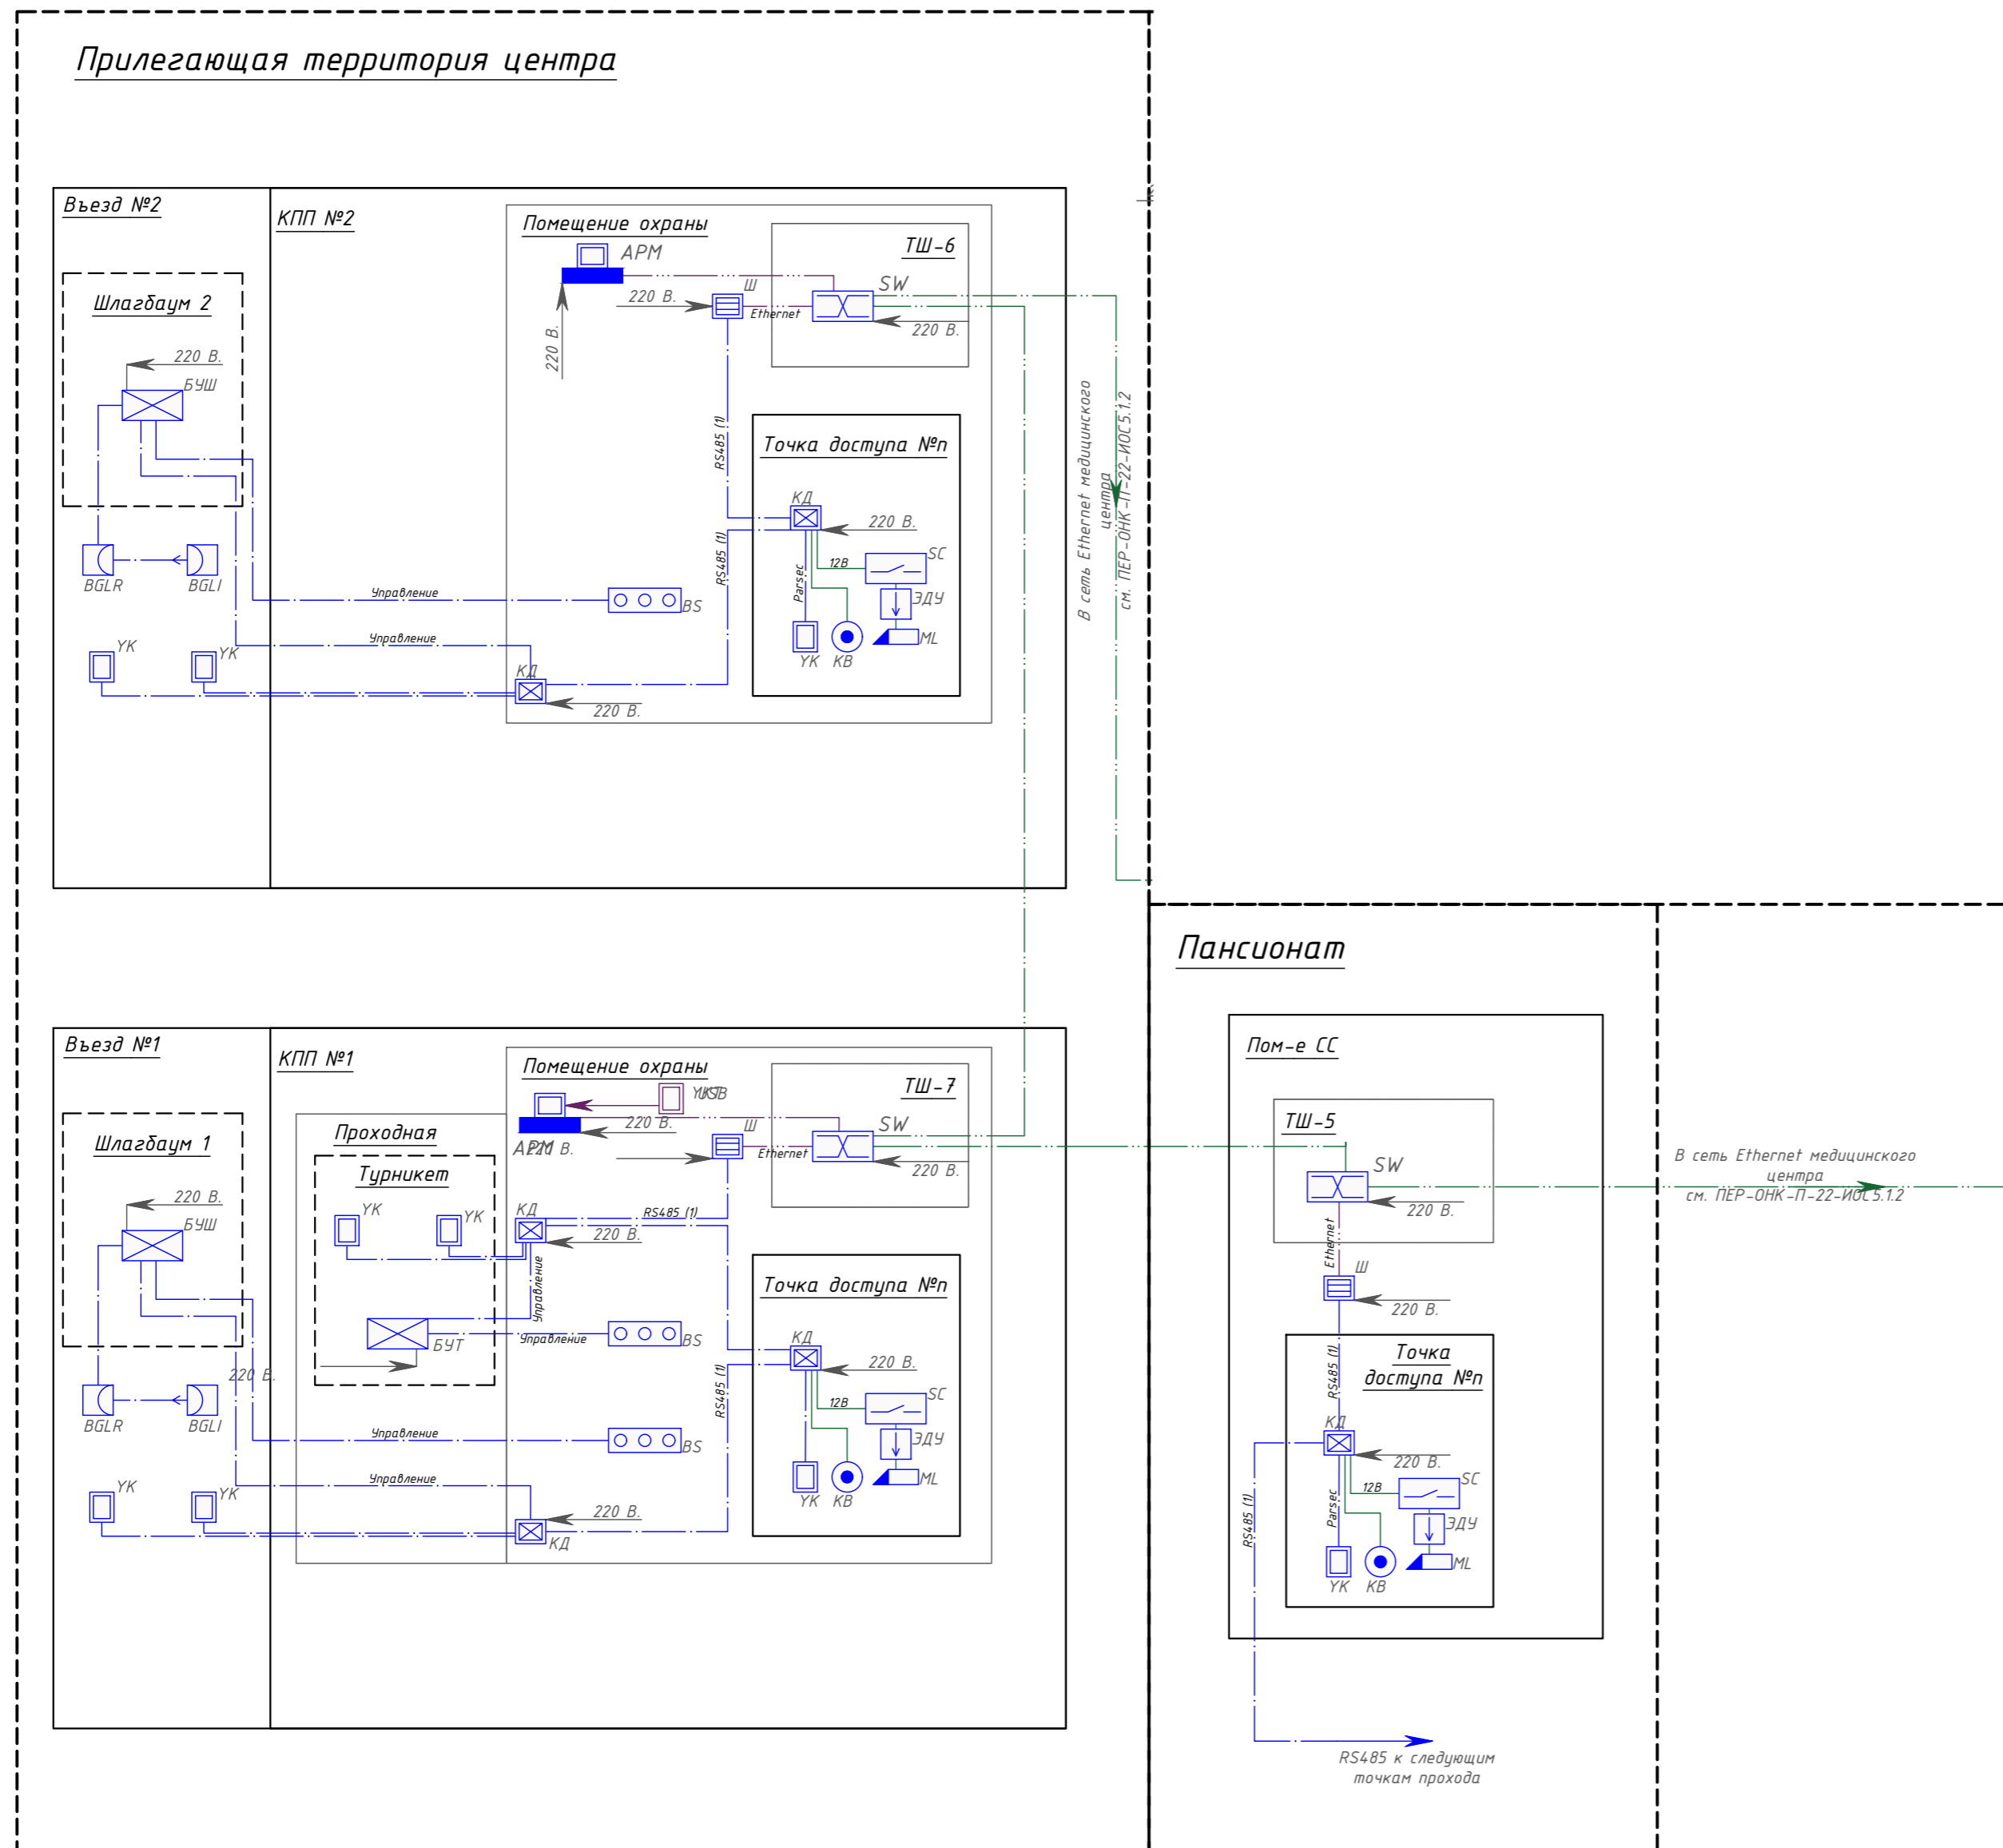 Прилегающая территория центра
Въезд №2
КПП №2
Помещение охраны
ТШ-6
АРМ
Ш
SW
220 В.
Ethernet
220 В.
220 В.
Шлагбаум 2
220 В.
БУШ
RS485 (1)
Точка доступа №n
КД
220 В.
RS485 (1)
12В
SC
Parsec
ЭДУ
YK
KB
ML
BGLR
BGLI
Управление
BS
Управление
YK
YK
КД
220 В.
В сеть Ethernet медицинского
центра
см. ПЕР-ОНК-П-22-ИОС5.1.2
Въезд №1
КПП №1
Помещение охраны
ТШ-7
USB
220 В.
АРМ
220 В.
Ш
SW
Ethernet
220 В.
Шлагбаум 1
220 В.
БУШ
Проходная
Турникет
YK
YK
КД
RS485 (1)
220 В.
Управление
Управление
БУТ
BS
220 В.
Точка доступа №n
КД
220 В.
RS485 (1)
12В
SC
ЭДУ
YK
KB
ML
BGLR
BGLI
Управление
BS
Управление
YK
YK
220 В.
КД
Пансионат
Пом-е СС
ТШ-5
SW
220 В.
Ethernet
Ш
220 В.
В сеть Ethernet медицинского
центра
см. ПЕР-ОНК-П-22-ИОС5.1.2
RS485 (1)
Точка
доступа №n
КД
220 В.
RS485 (1)
12В
SC
Parsec
ЭДУ
YK
KB
ML
RS485 к следующим
точкам прохода